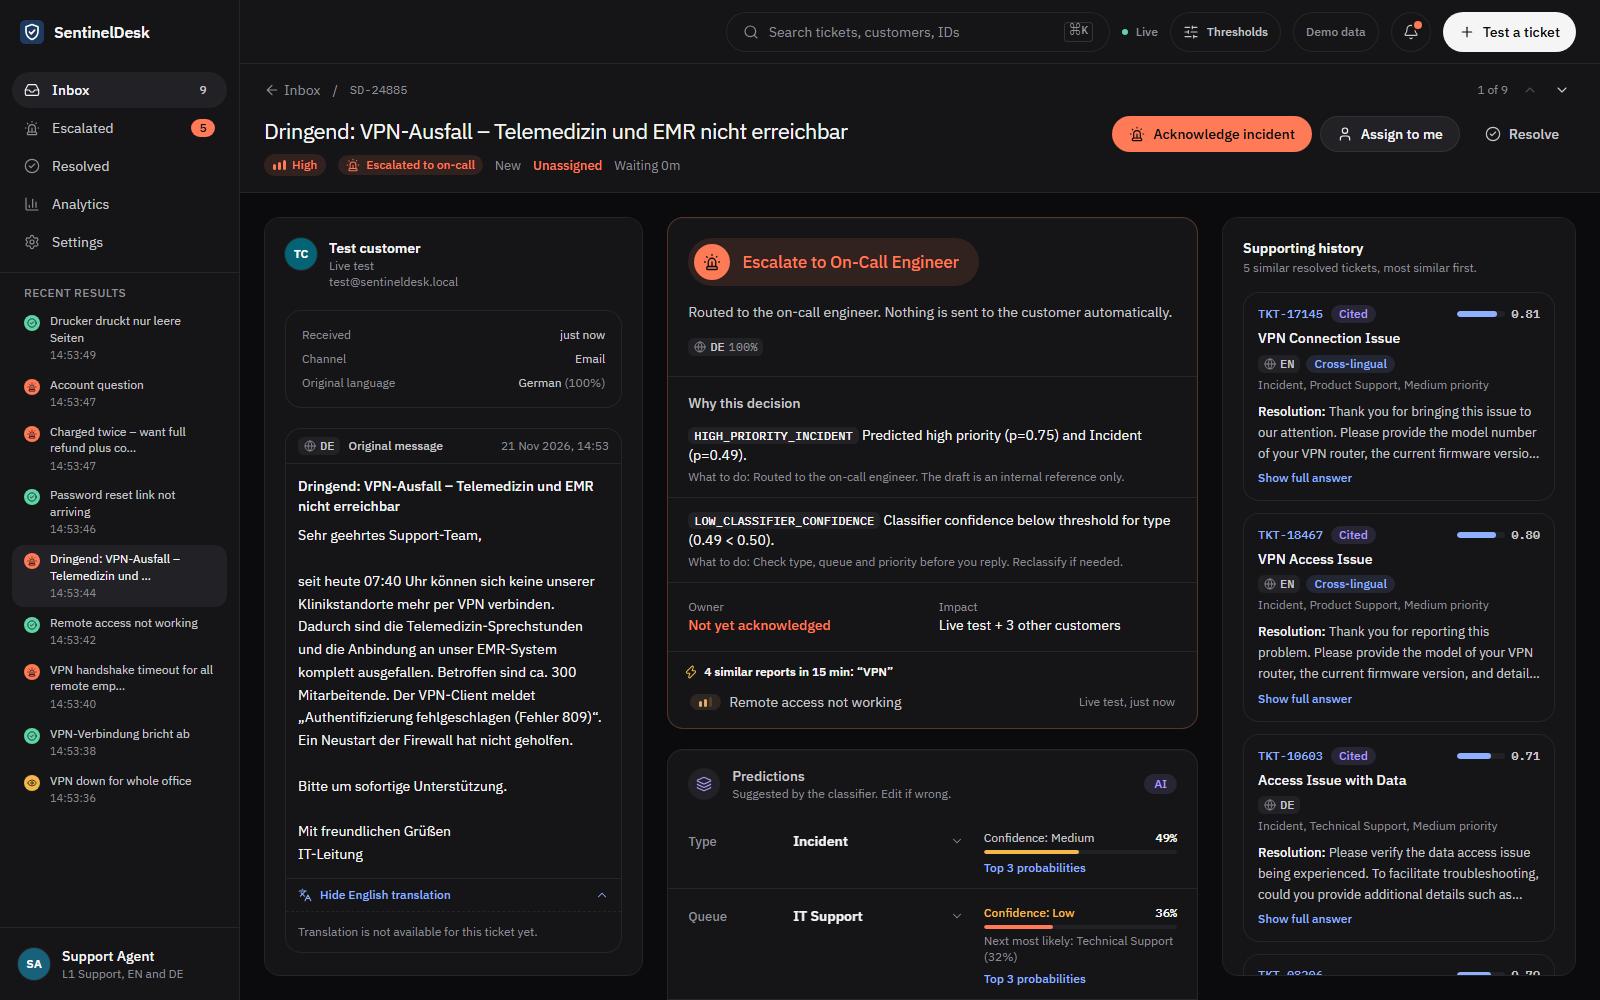 SentinelDesk
Search tickets, customers, IDs
⌘K
Live
Thresholds
Demo data
Test a ticket
Inbox
9
Escalated
5
Resolved
Analytics
Settings
RECENT RESULTS
Drucker druckt nur leere
Seiten
14:53:49
Account question
14:53:47
Charged twice – want full
refund plus co...
14:53:47
Password reset link not
arriving
14:53:46
Dringend: VPN-Ausfall –
Telemedizin und ...
14:53:44
Remote access not working
14:53:42
VPN handshake timeout for all
remote emp...
14:53:40
VPN-Verbindung bricht ab
14:53:38
VPN down for whole office
14:53:36
SA
Support Agent
L1 Support, EN and DE
Inbox / SD-24885
1 of 9
Dringend: VPN-Ausfall – Telemedizin und EMR nicht erreichbar
Acknowledge incident
Assign to me
Resolve
High
Escalated to on-call
New
Unassigned
Waiting 0m
TC
Test customer
Live test
test@sentineldesk.local
Received just now
Channel Email
Original language German (100%)
DE Original message 21 Nov 2026, 14:53
Dringend: VPN-Ausfall – Telemedizin und EMR
nicht erreichbar
Sehr geehrtes Support-Team,
seit heute 07:40 Uhr können sich keine unserer
Klinikstandorte mehr per VPN verbinden.
Dadurch sind die Telemedizin-Sprechstunden
und die Anbindung an unser EMR-System
komplett ausgefallen. Betroffen sind ca. 300
Mitarbeitende. Der VPN-Client meldet
„Authentifizierung fehlgeschlagen (Fehler 809)“.
Ein Neustart der Firewall hat nicht geholfen.
Bitte um sofortige Unterstützung.
Mit freundlichen Grüßen
IT-Leitung
Hide English translation
Translation is not available for this ticket yet.
Escalate to On-Call Engineer
Routed to the on-call engineer. Nothing is sent to the customer automatically.
DE 100%
Why this decision
HIGH_PRIORITY_INCIDENT Predicted high priority (p=0.75) and Incident
(p=0.49).
What to do: Routed to the on-call engineer. The draft is an internal reference only.
LOW_CLASSIFIER_CONFIDENCE Classifier confidence below threshold for type
(0.49 < 0.50).
What to do: Check type, queue and priority before you reply. Reclassify if needed.
Owner
Not yet acknowledged
Impact
Live test + 3 other customers
4 similar reports in 15 min: “VPN”
Remote access not working
Live test, just now
Predictions
Suggested by the classifier. Edit if wrong.
AI
Type
Incident
Confidence: Medium 49%
Top 3 probabilities
Queue
IT Support
Confidence: Low 36%
Next most likely: Technical Support
(32%)
Top 3 probabilities
Supporting history
5 similar resolved tickets, most similar first.
TKT-17145 Cited 0.81
VPN Connection Issue
EN Cross-lingual
Incident, Product Support, Medium priority
Resolution: Thank you for bringing this issue to
our attention. Please provide the model number
of your VPN router, the current firmware versio...
Show full answer
TKT-18467 Cited 0.80
VPN Access Issue
EN Cross-lingual
Incident, Product Support, Medium priority
Resolution: Thank you for reporting this
problem. Please provide the model of your VPN
router, the current firmware version, and detail...
Show full answer
TKT-10603 Cited 0.71
Access Issue with Data
DE
Incident, Technical Support, Medium priority
Resolution: Please verify the data access issue
being experienced. To facilitate troubleshooting,
could you provide additional details such as...
Show full answer